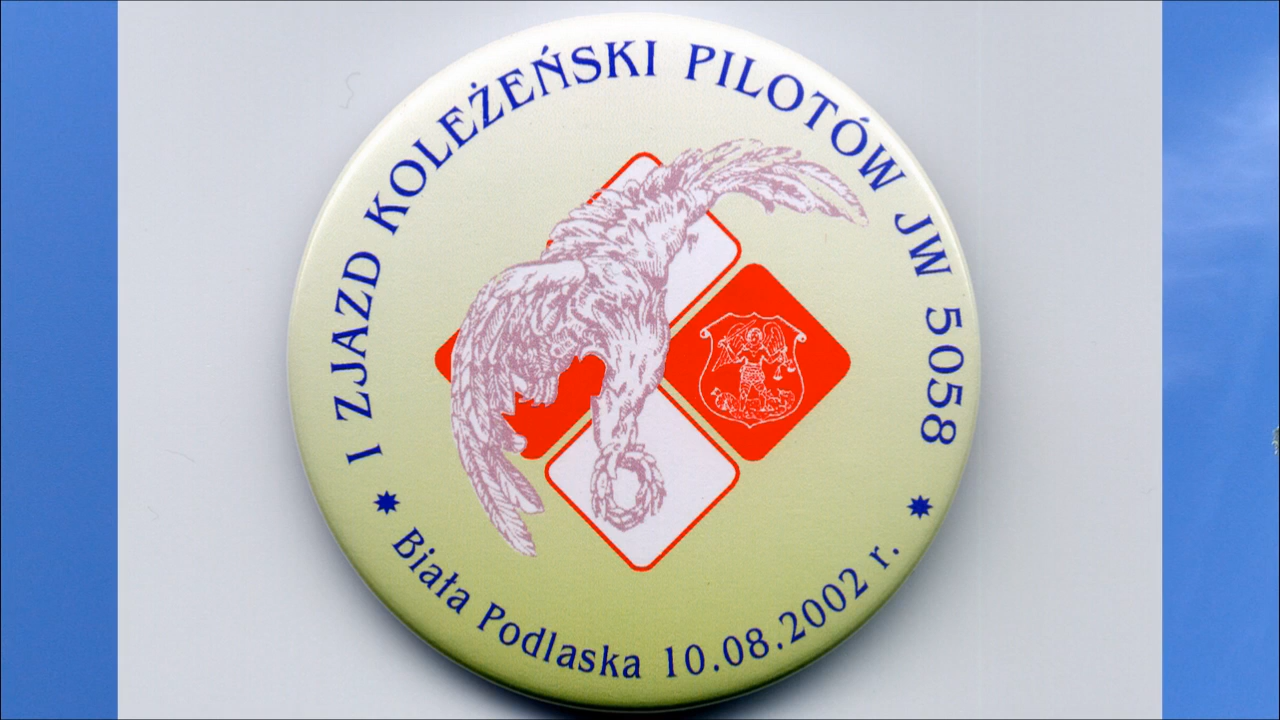 I ZJAZD KOLEŻEŃSKI PILOTÓW JW 5058
Biała Podlaska 10.08.2002 r.